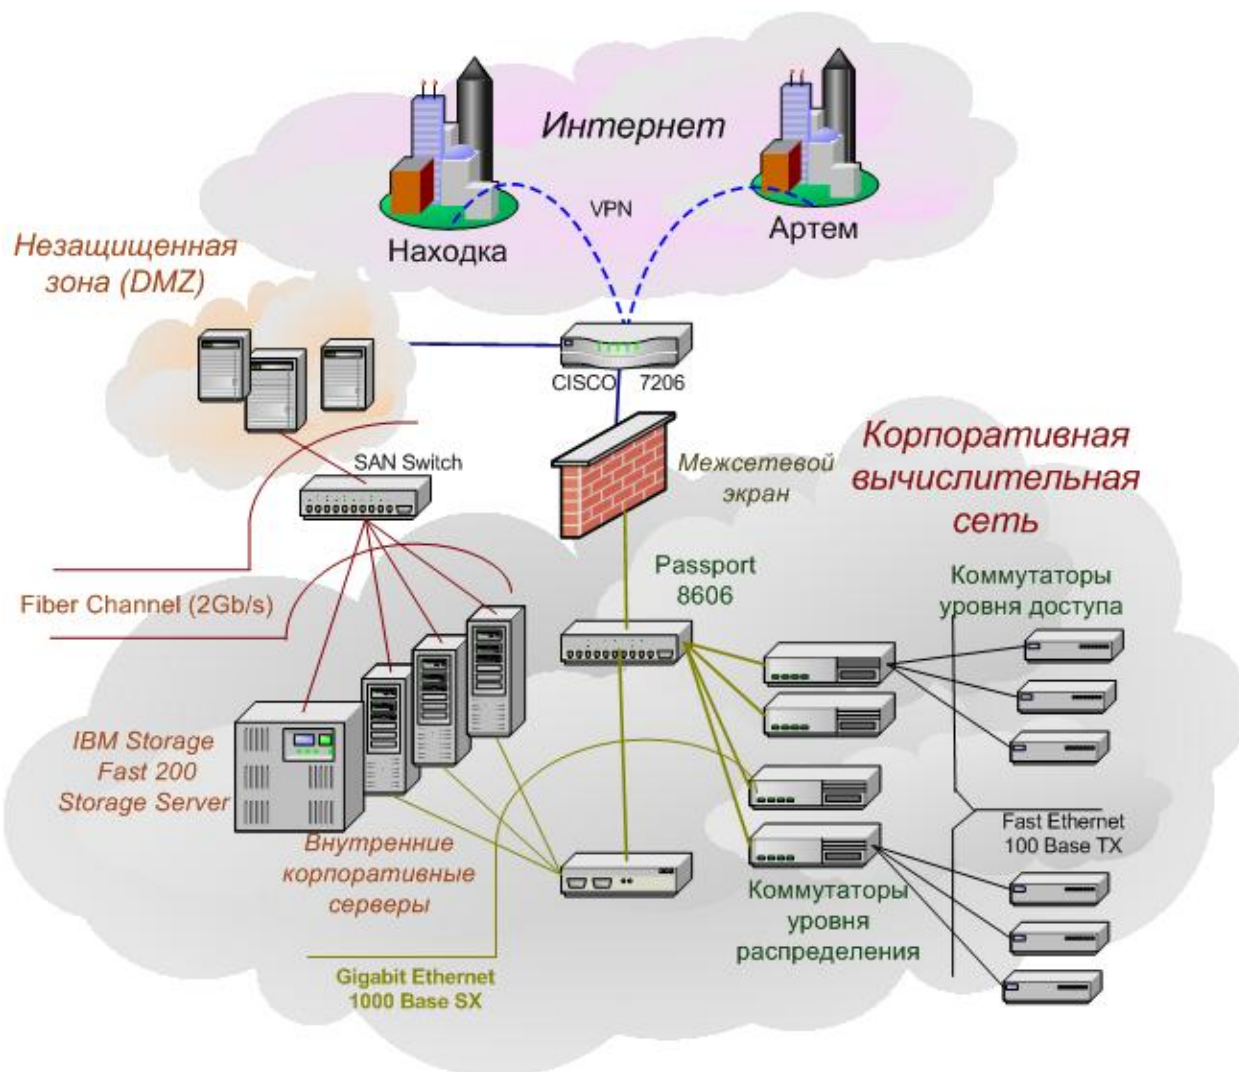 Интернет
VPN
Находка
Артем
Незащищенная
зона (DMZ)
CISCO 7206
SAN Switch
Межсетевой
экран
Корпоративная
вычислительная
сеть
Passport
8606
Коммутаторы
уровня доступа
Fiber Channel (2Gb/s)
IBM Storage
Fast 200
Storage Server
Внутренние
корпоративные
серверы
Fast Ethernet
100 Base TX
Коммутаторы
уровня
распределения
Gigabit Ethernet
1000 Base SX